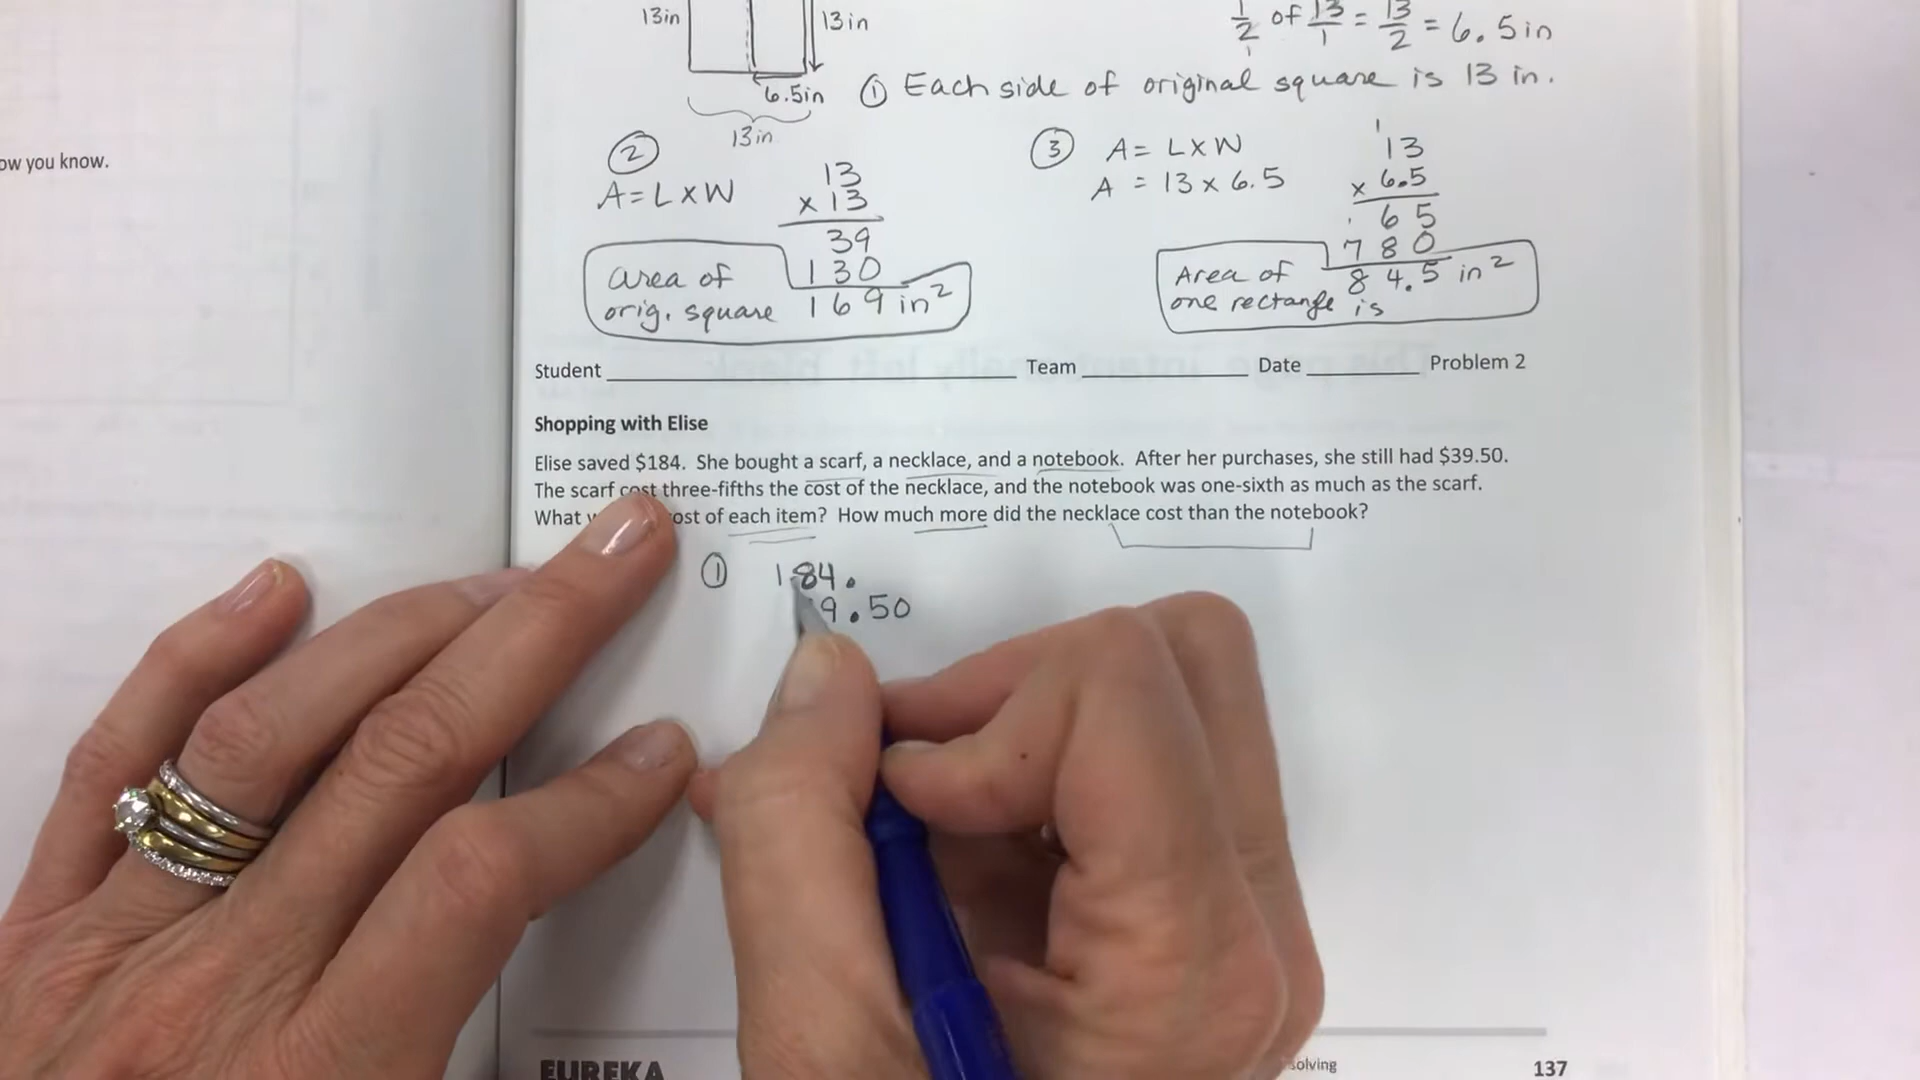 13in
13in
1/2 of 13/1 = 13/2 = 6.5in
6.5in
① Each side of original square is 13 in.
13in
②
A = L x W
13
x 13
39
130
169 in²
area of
orig. square
③ A = L x W
A = 13 x 6.5
1
13
x 6.5
65
780
84.5 in²
Area of
one rectangle is
ow you know.
Student Team Date Problem 2
Shopping with Elise
Elise saved $184. She bought a scarf, a necklace, and a notebook. After her purchases, she still had $39.50.
The scarf cost three-fifths the cost of the necklace, and the notebook was one-sixth as much as the scarf.
What ost of each item? How much more did the necklace cost than the notebook?
① 184.
9.50
EUREKA
solving
137